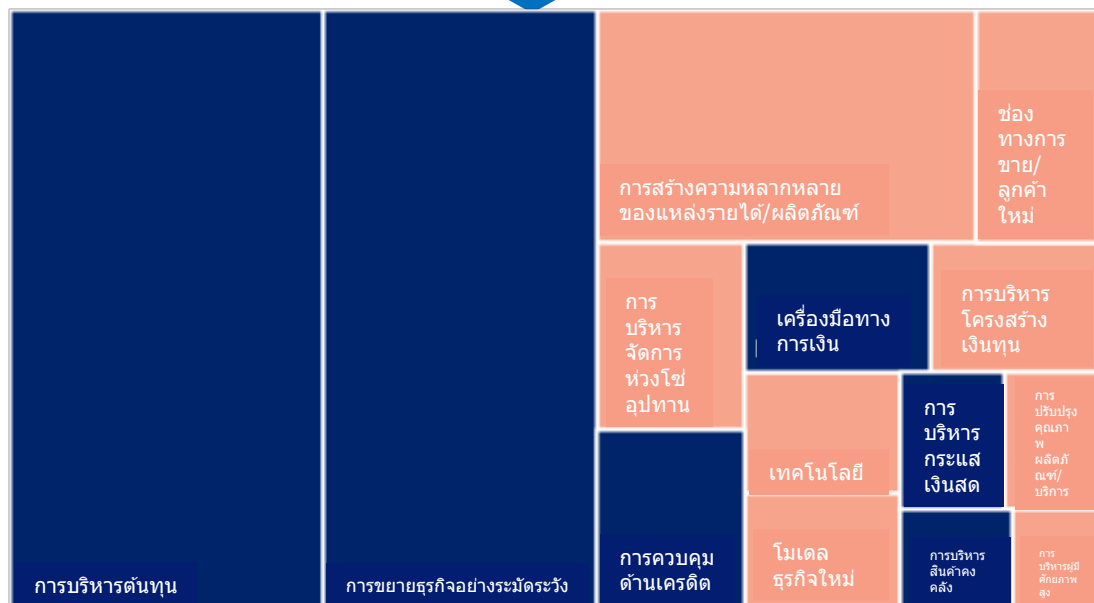 การบริหารต้นทุน
การขยายธุรกิจอย่างระมัดระวัง
การสร้างความหลากหลาย
ของแหล่งรายได้/ผลิตภัณฑ์
ช่อง
ทางการ
ขาย/
ลูกค้า
ใหม่
การ
บริหาร
จัดการ
ห่วงโซ่
อุปทาน
เครื่องมือทาง
การเงิน
การบริหาร
โครงสร้าง
เงินทุน
การควบคุม
ด้านเครดิต
เทคโนโลยี
โมเดล
ธุรกิจใหม่
การ
บริหาร
กระแส
เงินสด
การ
ปรับปรุง
คุณภา
พ
ผลิตภั
ณฑ์/
บริการ
การบริหาร
สินค้าคง
คลัง
การ
บริหารผู้มี
ศักยภาพ
สูง